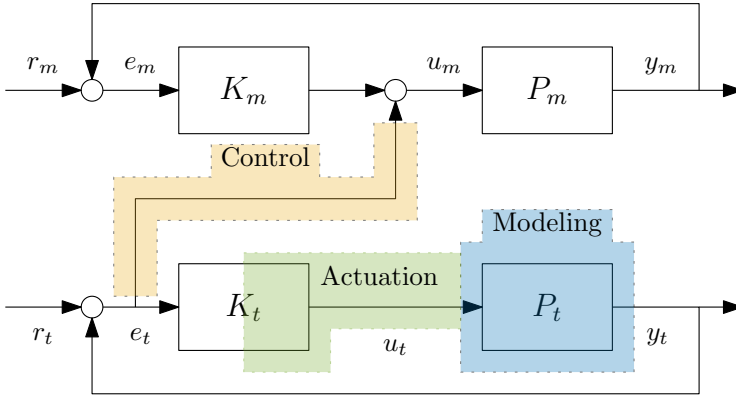 r_m
e_m
K_m
u_m
P_m
y_m
Control
Modeling
Actuation
r_t
e_t
K_t
u_t
P_t
y_t